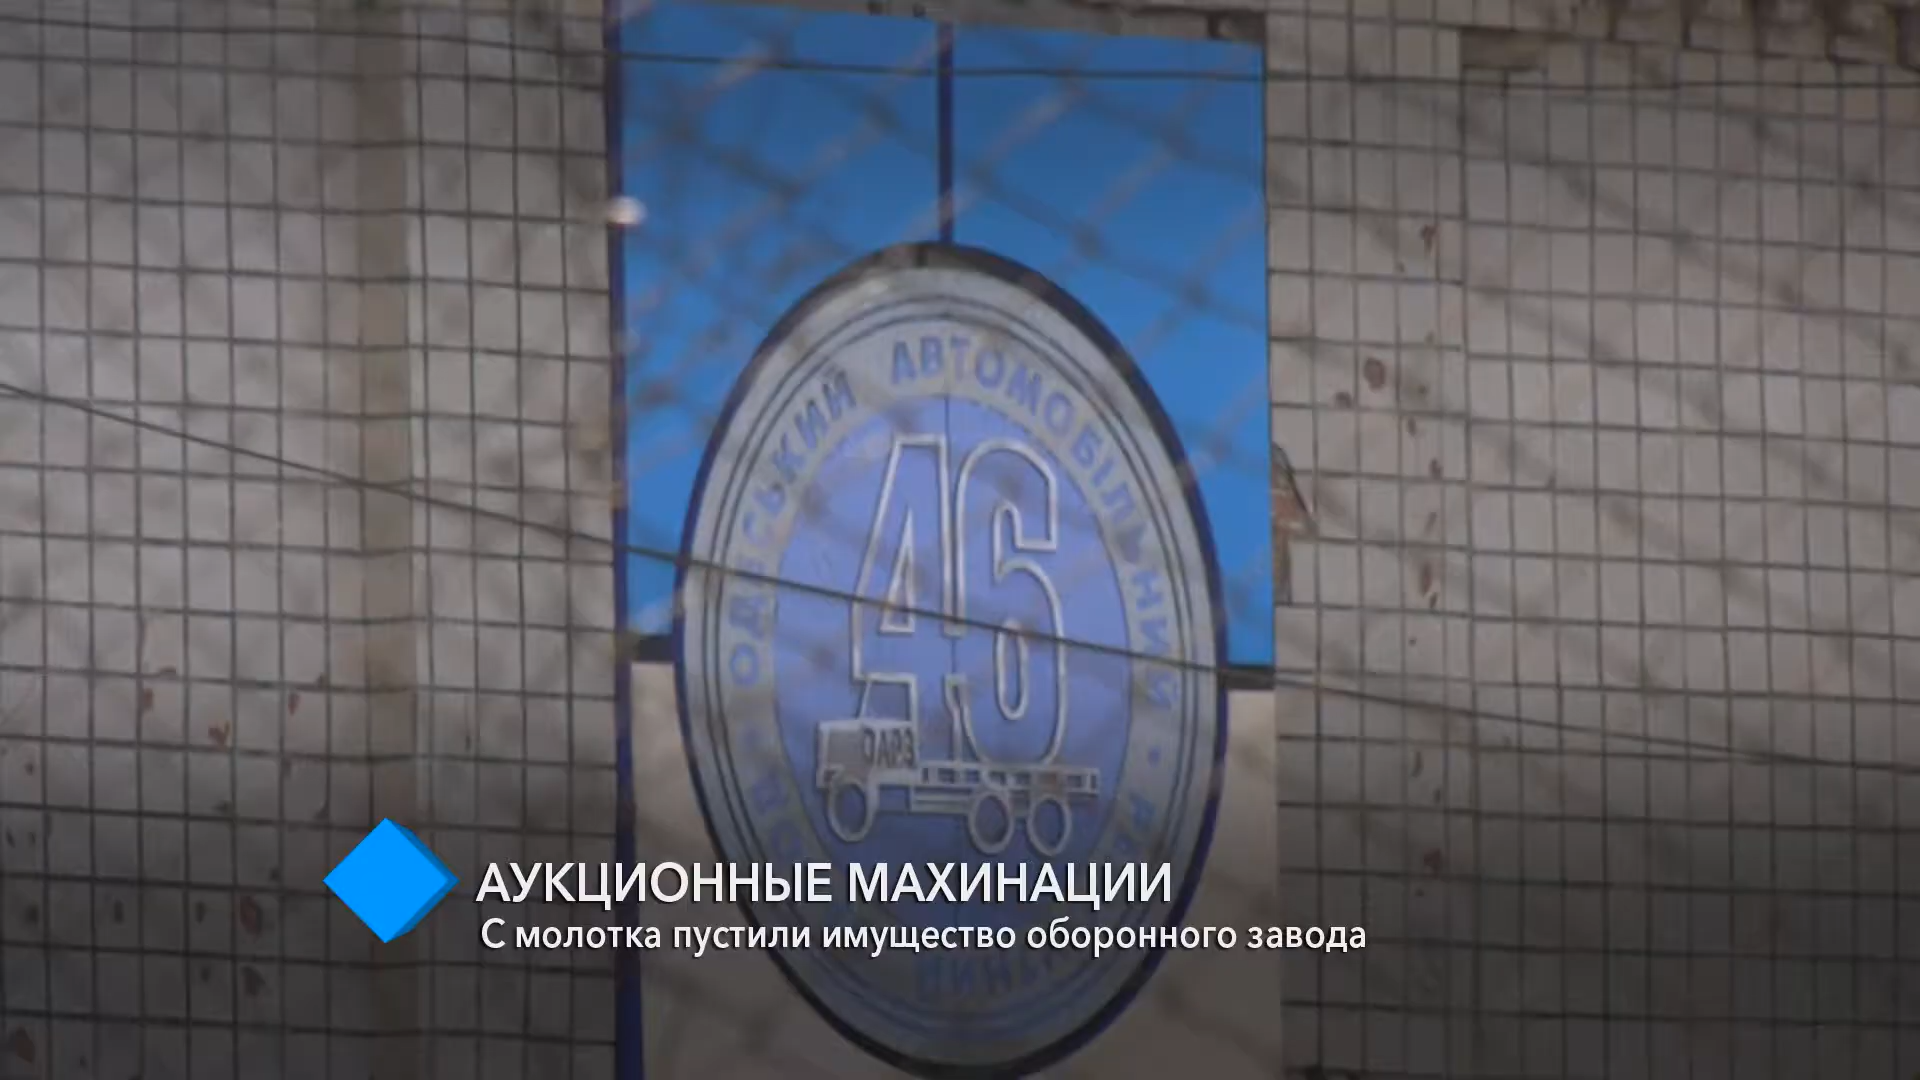 ОДЕСЬКИЙ АВТОМОБІЛЬНИЙ
46
ОАРЗ
АУКЦИОННЫЕ МАХИНАЦИИ
С молотка пустили имущество оборонного завода